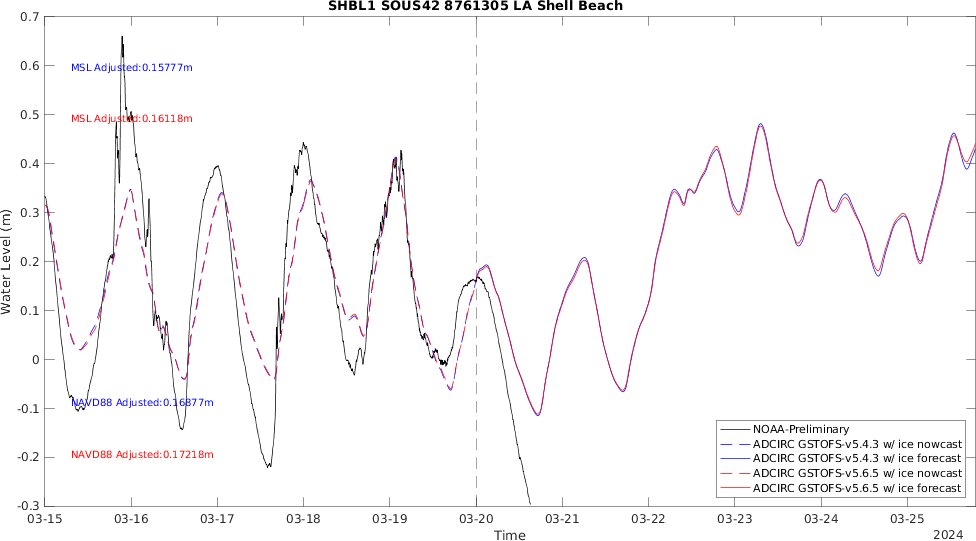 SHBL1 SOUS42 8761305 LA Shell Beach
0.7
0.6
0.5
0.4
0.3
0.2
0.1
0
-0.1
-0.2
-0.3
Water Level (m)
MSL Adjusted:0.15777m
MSL Adjusted:0.16118m
NAVD88 Adjusted:0.16877m
NAVD88 Adjusted:0.17218m
NOAA-Preliminary
ADCIRC GSTOFS-v5.4.3 w/ ice nowcast
ADCIRC GSTOFS-v5.4.3 w/ ice forecast
ADCIRC GSTOFS-v5.6.5 w/ ice nowcast
ADCIRC GSTOFS-v5.6.5 w/ ice forecast
03-15 03-16 03-17 03-18 03-19 03-20 03-21 03-22 03-23 03-24 03-25
Time
2024